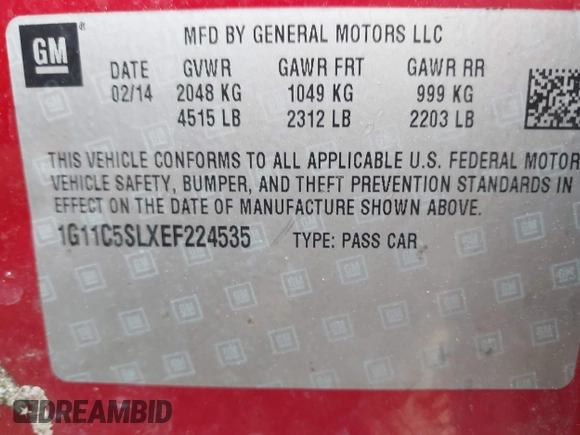 GM ®
MFD BY GENERAL MOTORS LLC
DATE GVWR GAWR FRT GAWR RR
02/14 2048 KG 1049 KG 999 KG
4515 LB 2312 LB 2203 LB
THIS VEHICLE CONFORMS TO ALL APPLICABLE U.S. FEDERAL MOTOR
VEHICLE SAFETY, BUMPER, AND THEFT PREVENTION STANDARDS IN
EFFECT ON THE DATE OF MANUFACTURE SHOWN ABOVE.
1G11C5SLXEF224535 TYPE: PASS CAR
DREAMBID